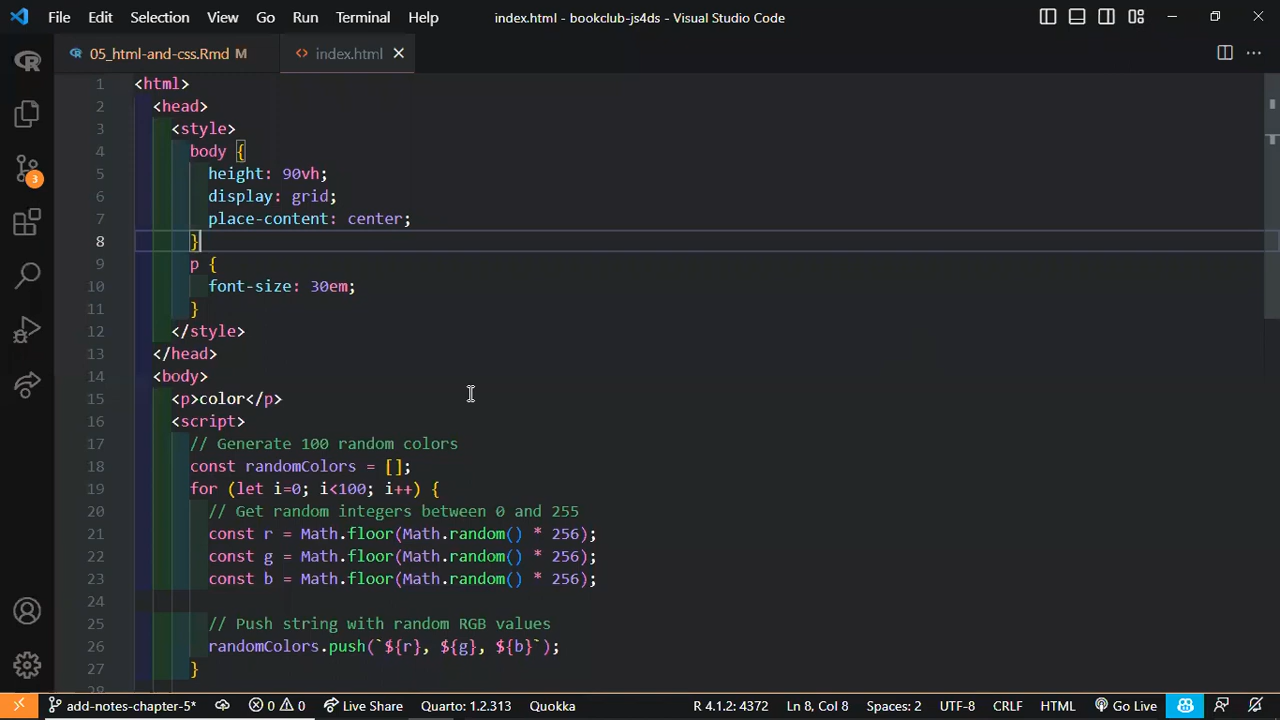 File Edit Selection View Go Run Terminal Help index.html - bookclub-js4ds - Visual Studio Code
05_html-and-css.Rmd M index.html
1 <html>
2 <head>
3 <style>
4 body {
5 height: 90vh;
6 display: grid;
7 place-content: center;
8 }
9 p {
10 font-size: 30em;
11 }
12 </style>
13 </head>
14 <body>
15 <p>color</p>
16 <script>
17 // Generate 100 random colors
18 const randomColors = [];
19 for (let i=0; i<100; i++) {
20 // Get random integers between 0 and 255
21 const r = Math.floor(Math.random() * 256);
22 const g = Math.floor(Math.random() * 256);
23 const b = Math.floor(Math.random() * 256);
24
25 // Push string with random RGB values
26 randomColors.push(`${r}, ${g}, ${b}`);
27 }
28
3
add-notes-chapter-5* 0 0 Live Share Quarto: 1.2.313 Quokka R 4.1.2: 4372 Ln 8, Col 8 Spaces: 2 UTF-8 CRLF HTML Go Live